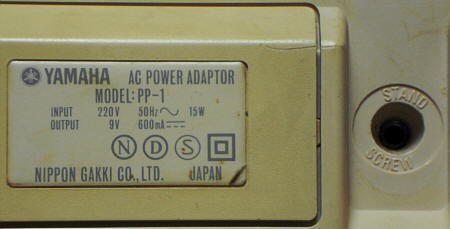 YAMAHA AC POWER ADAPTOR
MODEL: PP-1
INPUT 220V 50Hz 15W
OUTPUT 9V 600mA
N D S
NIPPON GAKKI CO., LTD. JAPAN
STAND
SCREW